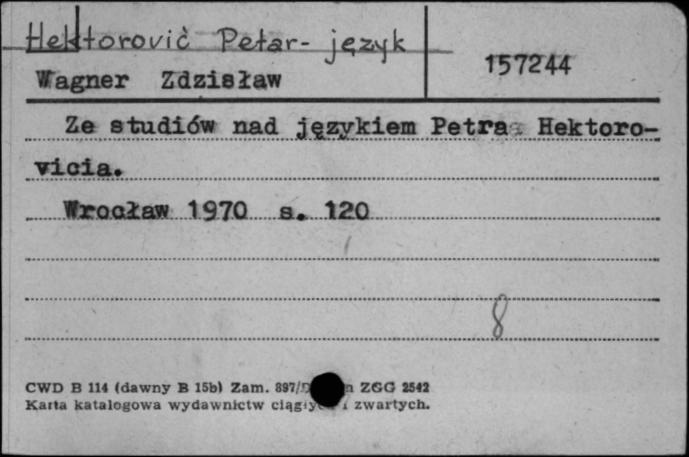 Hektorović Petar - język
157244
Wagner Zdzisław
Ze studiów nad językiem Petra Hektoro-
vicia.
Wrocław 1970 s. 120
8
CWD B 114 (dawny B 15b) Zam. 897/ ZGG 2542
Karta katalogowa wydawnictw i zwartych.